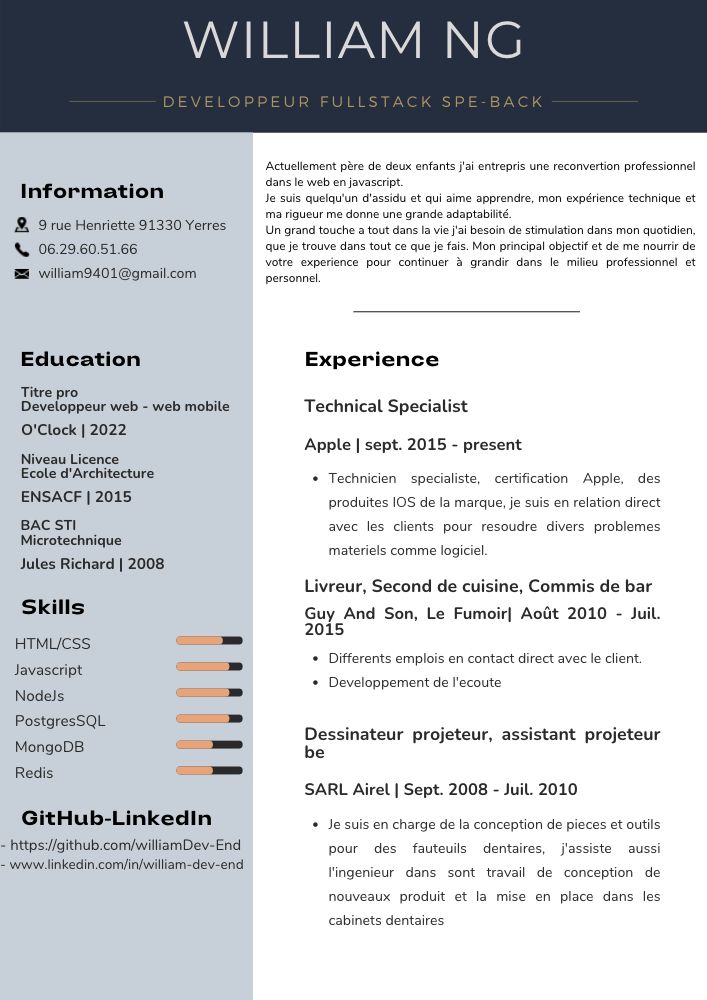 WILLIAM NG
DEVELOPPEUR FULLSTACK SPE-BACK
Information
9 rue Henriette 91330 Yerres
06.29.60.51.66
william9401@gmail.com
Education
Titre pro
Developpeur web - web mobile
O'Clock | 2022
Niveau Licence
Ecole d'Architecture
ENSACF | 2015
BAC STI
Microtechnique
Jules Richard | 2008
Skills
HTML/CSS
Javascript
NodeJs
PostgresSQL
MongoDB
Redis
GitHub-LinkedIn
- https://github.com/williamDev-End
- www.linkedin.com/in/william-dev-end
Actuellement père de deux enfants j'ai entrepris une reconvertion professionnel
dans le web en javascript.
Je suis quelqu'un d'assidu et qui aime apprendre, mon expérience technique et
ma rigueur me donne une grande adaptabilité.
Un grand touche a tout dans la vie j'ai besoin de stimulation dans mon quotidien,
que je trouve dans tout ce que je fais. Mon principal objectif et de me nourrir de
votre experience pour continuer à grandir dans le milieu professionnel et
personnel.
Experience
Technical Specialist
Apple | sept. 2015 - present
• Technicien specialiste, certification Apple, des
produites IOS de la marque, je suis en relation direct
avec les clients pour resoudre divers problemes
materiels comme logiciel.
Livreur, Second de cuisine, Commis de bar
Guy And Son, Le Fumoir| Août 2010 - Juil.
2015
• Differents emplois en contact direct avec le client.
• Developpement de l'ecoute
Dessinateur projeteur, assistant projeteur
be
SARL Airel | Sept. 2008 - Juil. 2010
• Je suis en charge de la conception de pieces et outils
pour des fauteuils dentaires, j'assiste aussi
l'ingenieur dans sont travail de conception de
nouveaux produit et la mise en place dans les
cabinets dentaires